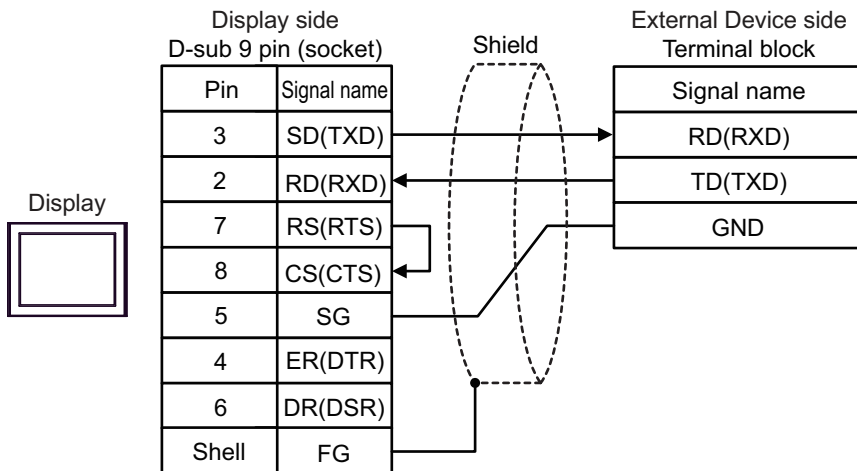 Display side
D-sub 9 pin (socket)
Shield
External Device side
Terminal block
Pin Signal name
Signal name
3 SD(TXD)
RD(RXD)
2 RD(RXD)
TD(TXD)
Display
7 RS(RTS)
GND
8 CS(CTS)
5 SG
4 ER(DTR)
6 DR(DSR)
Shell FG